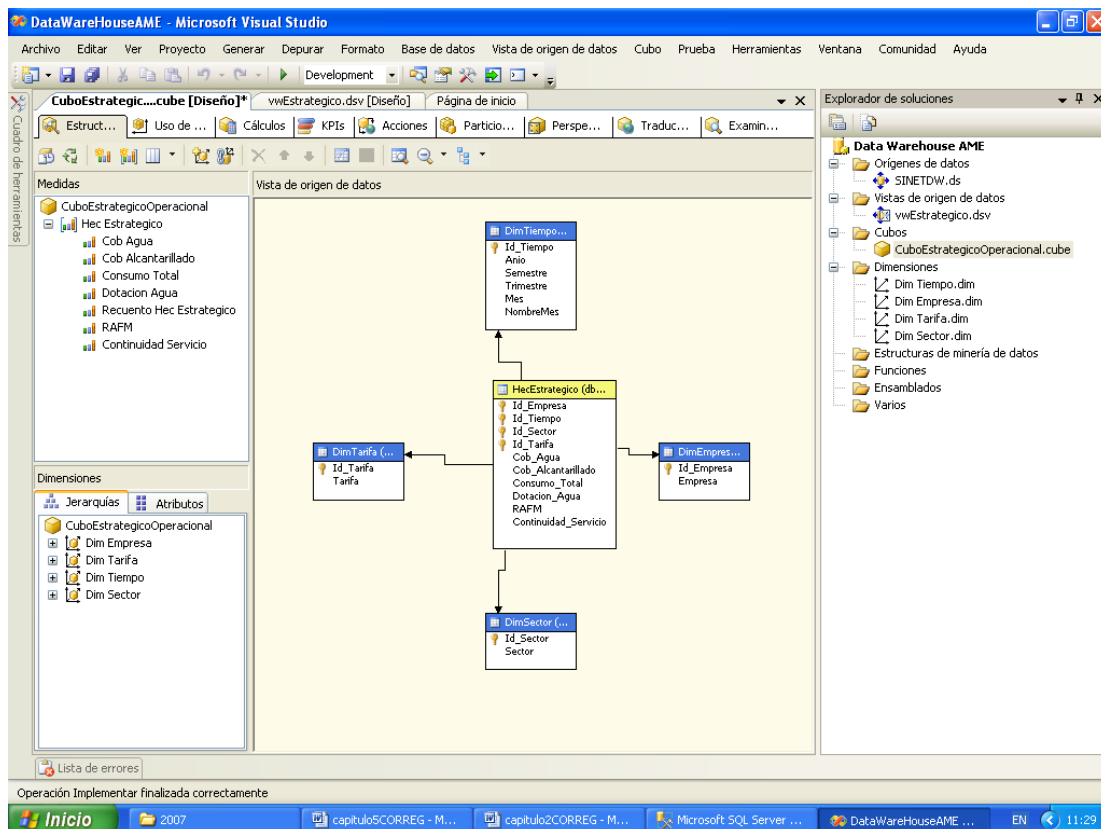 DataWareHouseAME - Microsoft Visual Studio
Archivo Editar Ver Proyecto Generar Depurar Formato Base de datos Vista de origen de datos Cubo Prueba Herramientas Ventana Comunidad Ayuda
Development
Cuadro de herramientas
CuboEstrategic....cube [Diseño]* vwEstrategico.dsv [Diseño] Página de inicio
Estruct... Uso de ... Cálculos KPIs Acciones Particio... Perspe... Traduc... Examin...
Medidas
CuboEstrategicoOperacional
Hec Estrategico
Cob Agua
Cob Alcantarillado
Consumo Total
Dotacion Agua
Recuento Hec Estrategico
RAFM
Continuidad Servicio
Dimensiones
Jerarquías Atributos
CuboEstrategicoOperacional
Dim Empresa
Dim Tarifa
Dim Tiempo
Dim Sector
Vista de origen de datos
DimTiempo...
Id_Tiempo
Anio
Semestre
Trimestre
Mes
NombreMes
HecEstrategico (db...
Id_Empresa
Id_Tiempo
Id_Sector
Id_Tarifa
Cob_Agua
Cob_Alcantarillado
Consumo_Total
Dotacion_Agua
RAFM
Continuidad_Servicio
DimTarifa (...
Id_Tarifa
Tarifa
DimEmpres...
Id_Empresa
Empresa
DimSector (...
Id_Sector
Sector
Explorador de soluciones
Data Warehouse AME
Orígenes de datos
SINETDW.ds
Vistas de origen de datos
vwEstrategico.dsv
Cubos
CuboEstrategicoOperacional.cube
Dimensiones
Dim Tiempo.dim
Dim Empresa.dim
Dim Tarifa.dim
Dim Sector.dim
Estructuras de minería de datos
Funciones
Ensamblados
Varios
Lista de errores
Operación Implementar finalizada correctamente
Inicio 2007 capitulo5CORREG - M... capitulo2CORREG - M... Microsoft SQL Server ... DataWareHouseAME ... EN 11:29